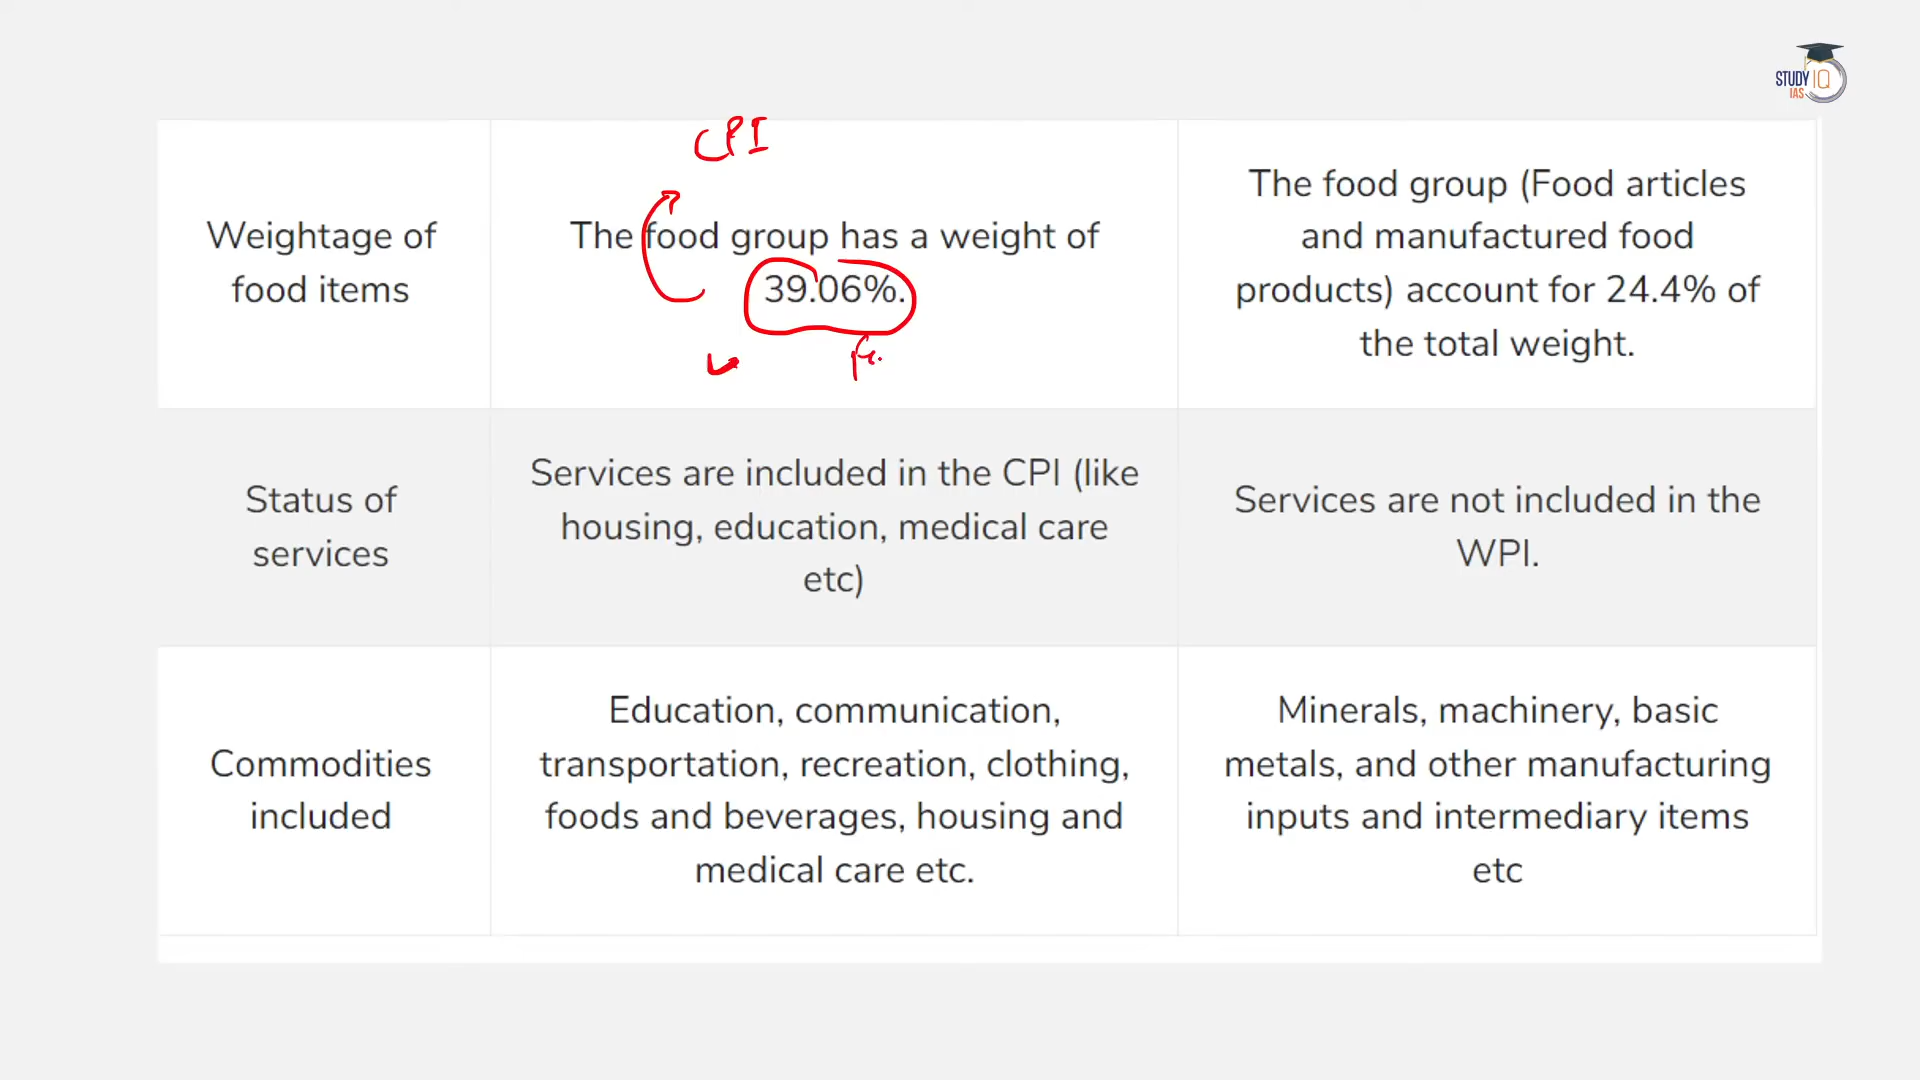 STUDY IQ
IAS
CPI
Weightage of
food items
The food group has a weight of
39.06%.
The food group (Food articles
and manufactured food
products) account for 24.4% of
the total weight.
Status of
services
Services are included in the CPI (like
housing, education, medical care
etc)
Services are not included in the
WPI.
Commodities
included
Education, communication,
transportation, recreation, clothing,
foods and beverages, housing and
medical care etc.
Minerals, machinery, basic
metals, and other manufacturing
inputs and intermediary items
etc